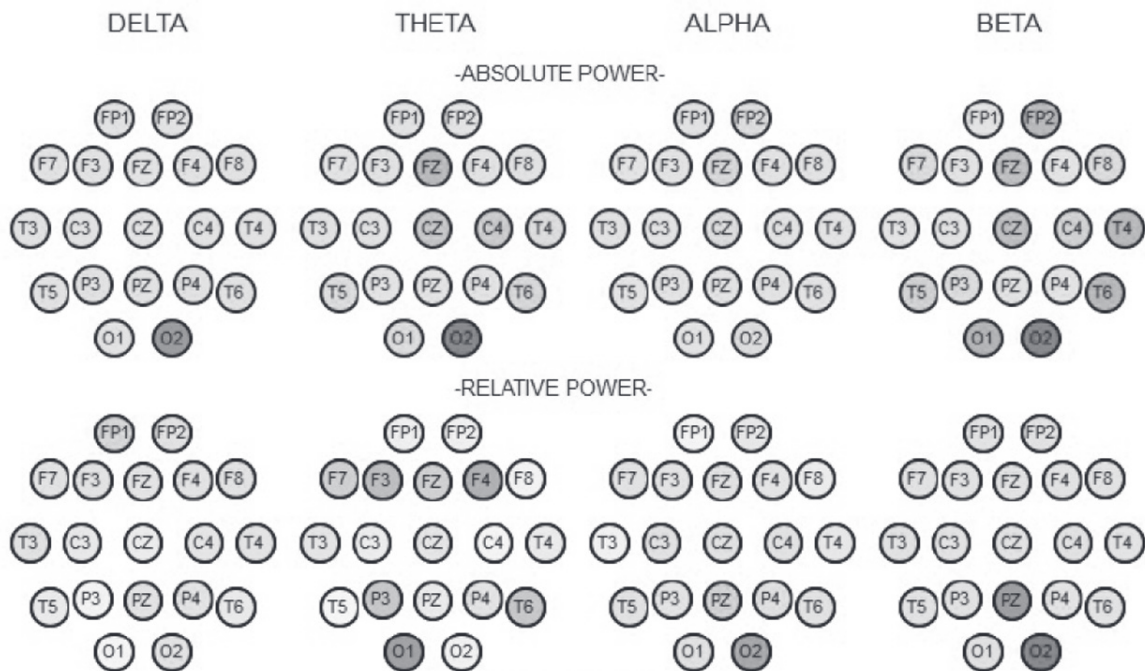 DELTA THETA ALPHA BETA
-ABSOLUTE POWER-
FP1 FP2 FP1 FP2 FP1 FP2 FP1 FP2
F7 F3 FZ F4 F8 F7 F3 FZ F4 F8 F7 F3 FZ F4 F8 F7 F3 FZ F4 F8
T3 C3 CZ C4 T4 T3 C3 CZ C4 T4 T3 C3 CZ C4 T4 T3 C3 CZ C4 T4
T5 P3 PZ P4 T6 T5 P3 PZ P4 T6 T5 P3 PZ P4 T6 T5 P3 PZ P4 T6
O1 O2 O1 O2 O1 O2 O1 O2
-RELATIVE POWER-
FP1 FP2 FP1 FP2 FP1 FP2 FP1 FP2
F7 F3 FZ F4 F8 F7 F3 FZ F4 F8 F7 F3 FZ F4 F8 F7 F3 FZ F4 F8
T3 C3 CZ C4 T4 T3 C3 CZ C4 T4 T3 C3 CZ C4 T4 T3 C3 CZ C4 T4
T5 P3 PZ P4 T6 T5 P3 PZ P4 T6 T5 P3 PZ P4 T6 T5 P3 PZ P4 T6
O1 O2 O1 O2 O1 O2 O1 O2